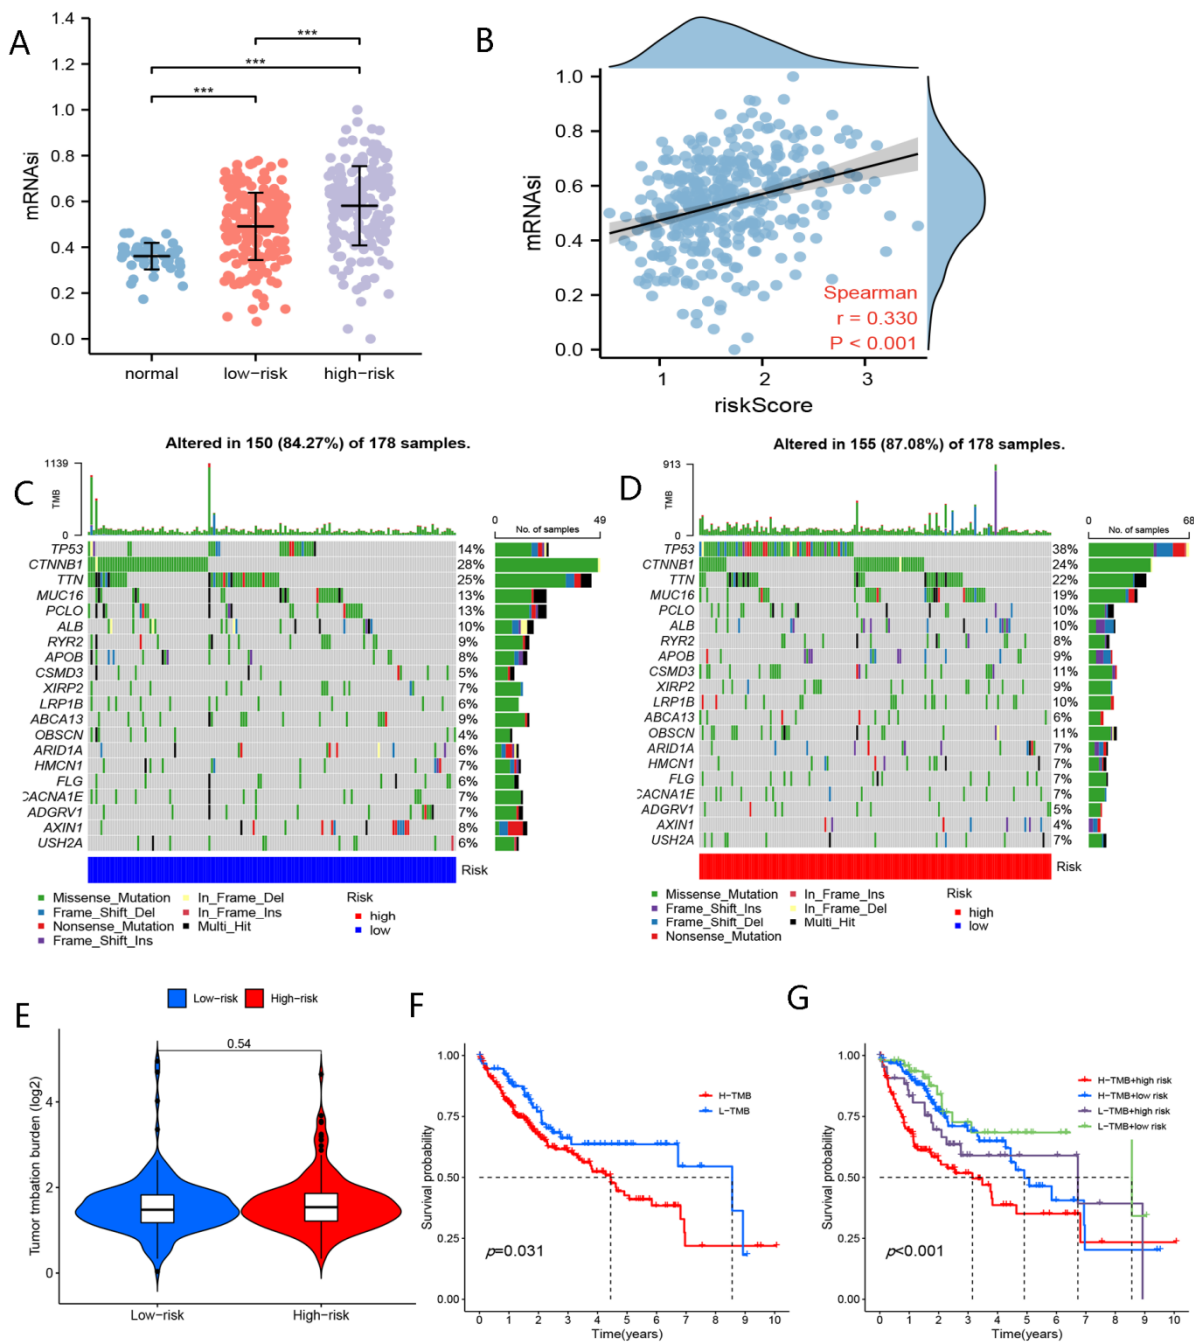 A
1.4
1.2
1.0
0.8
0.6
0.4
0.2
0.0
mRNAsi
***
***
***
normal
low−risk
high−risk
B
1.0
0.8
0.6
0.4
0.2
0.0
mRNAsi
Spearman
r = 0.330
P < 0.001
1
2
3
riskScore
C
Altered in 150 (84.27%) of 178 samples.
1139
TMB
0
0
49
No. of samples
TP53 14%
CTNNB1 28%
TTN 25%
MUC16 13%
PCLO 13%
ALB 10%
RYR2 9%
APOB 8%
CSMD3 5%
XIRP2 7%
LRP1B 6%
ABCA13 9%
OBSCN 4%
ARID1A 6%
HMCN1 7%
FLG 6%
CACNA1E 7%
ADGRV1 7%
AXIN1 8%
USH2A 6%
Risk
Missense_Mutation
Frame_Shift_Del
Nonsense_Mutation
Frame_Shift_Ins
In_Frame_Del
In_Frame_Ins
Multi_Hit
Risk
high
low
D
Altered in 155 (87.08%) of 178 samples.
913
TMB
0
0
68
No. of samples
TP53 38%
CTNNB1 24%
TTN 22%
MUC16 19%
PCLO 10%
ALB 10%
RYR2 8%
APOB 9%
CSMD3 11%
XIRP2 9%
LRP1B 10%
ABCA13 6%
OBSCN 11%
ARID1A 7%
HMCN1 7%
FLG 7%
CACNA1E 7%
ADGRV1 5%
AXIN1 4%
USH2A 7%
Risk
Missense_Mutation
Frame_Shift_Ins
Frame_Shift_Del
Nonsense_Mutation
In_Frame_Ins
In_Frame_Del
Multi_Hit
Risk
high
low
E
Low−risk
High−risk
0.54
4
2
0
Tumor tmbation burden (log2)
Low−risk
High−risk
F
1.00
0.75
0.50
0.25
0.00
Survival probability
H−TMB
L−TMB
p=0.031
0 1 2 3 4 5 6 7 8 9 10
Time(years)
G
1.00
0.75
0.50
0.25
0.00
Survival probability
H−TMB+high risk
H−TMB+low risk
L−TMB+high risk
L−TMB+low risk
p<0.001
0 1 2 3 4 5 6 7 8 9 10
Time(years)